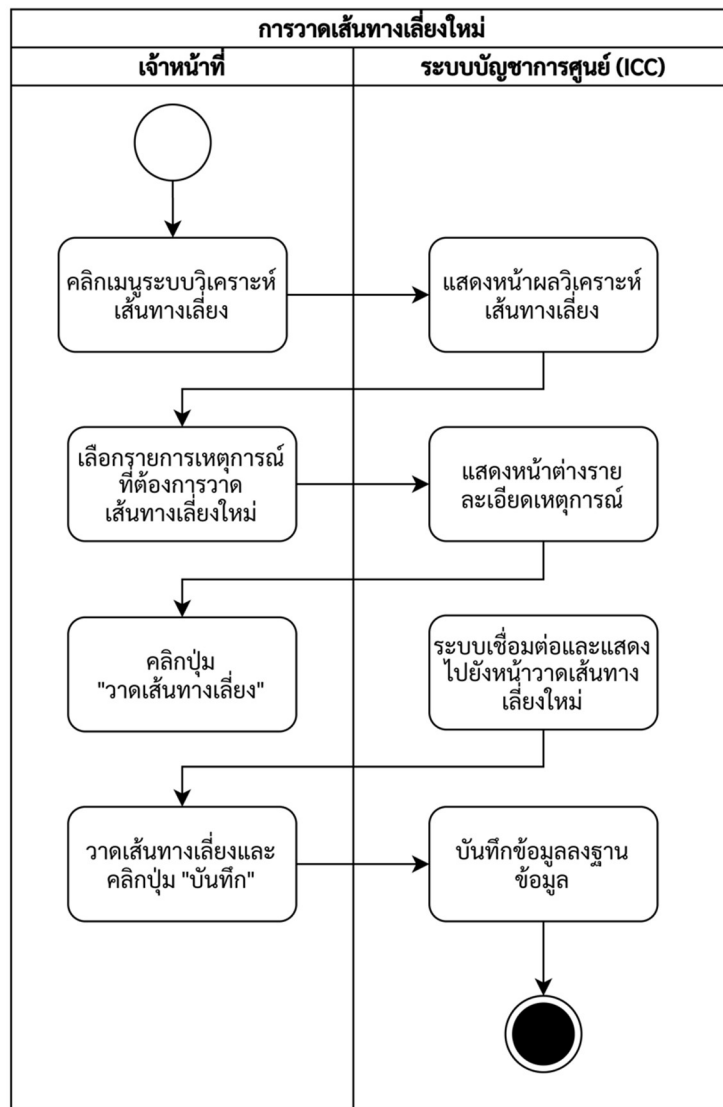 การวาดเส้นทางเลี่ยงใหม่
เจ้าหน้าที่
ระบบบัญชาการศูนย์ (ICC)
คลิกเมนูระบบวิเคราะห์
เส้นทางเลี่ยง
แสดงหน้าผลวิเคราะห์
เส้นทางเลี่ยง
เลือกรายการเหตุการณ์
ที่ต้องการวาด
เส้นทางเลี่ยงใหม่
แสดงหน้าต่างราย
ละเอียดเหตุการณ์
คลิกปุ่ม
"วาดเส้นทางเลี่ยง"
ระบบเชื่อมต่อและแสดง
ไปยังหน้าวาดเส้นทาง
เลี่ยงใหม่
วาดเส้นทางเลี่ยงและ
คลิกปุ่ม "บันทึก"
บันทึกข้อมูลลงฐาน
ข้อมูล